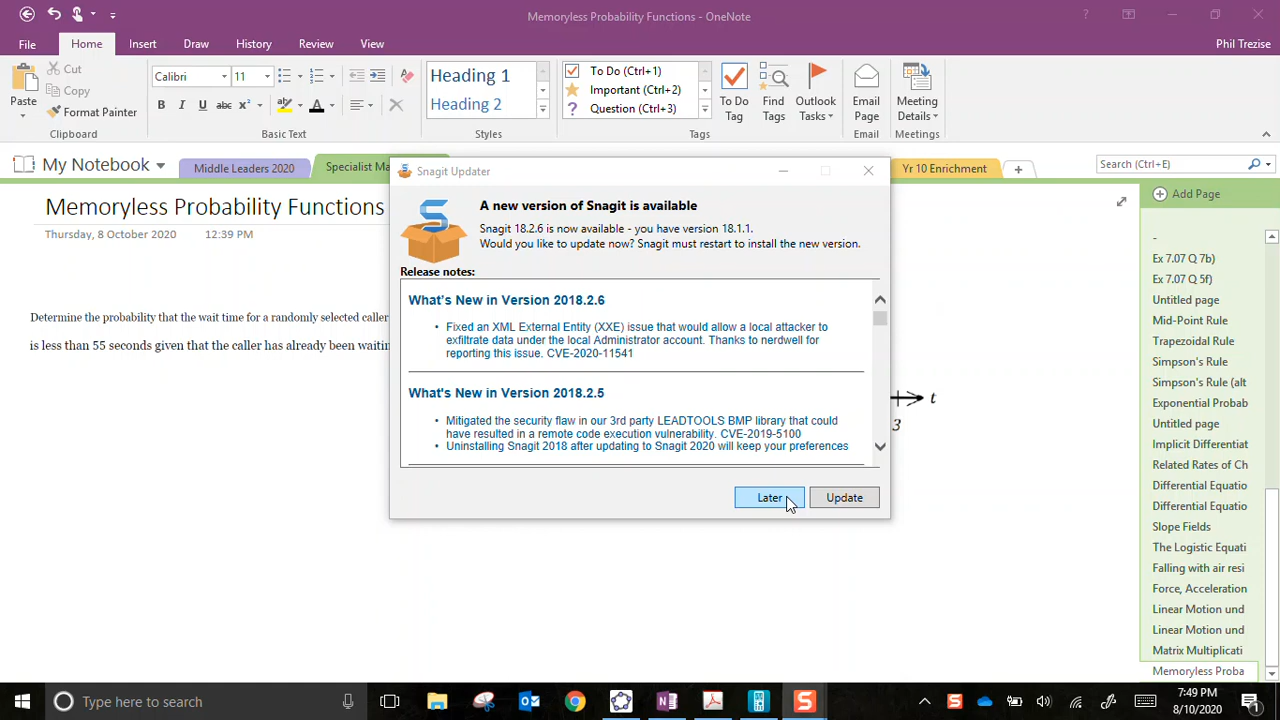 Memoryless Probability Functions - OneNote
File
Home
Insert
Draw
History
Review
View
Phil Trezise
Paste
Cut
Copy
Format Painter
Clipboard
Calibri
11
B I U abc x₂
A
Basic Text
Heading 1
Heading 2
Styles
To Do (Ctrl+1)
Important (Ctrl+2)
Question (Ctrl+3)
Tags
To Do Tag
Find Tags
Outlook Tasks
Email Page
Email
Meeting Details
Meetings
My Notebook
Middle Leaders 2020
Specialist Ma
Yr 10 Enrichment
Search (Ctrl+E)
Memoryless Probability Functions
Thursday, 8 October 2020
12:39 PM
Determine the probability that the wait time for a randomly selected caller
is less than 55 seconds given that the caller has already been waitin
t
3
Snagit Updater
A new version of Snagit is available
Snagit 18.2.6 is now available - you have version 18.1.1.
Would you like to update now? Snagit must restart to install the new version.
Release notes:
What's New in Version 2018.2.6
• Fixed an XML External Entity (XXE) issue that would allow a local attacker to
exfiltrate data under the local Administrator account. Thanks to nerdwell for
reporting this issue. CVE-2020-11541
What's New in Version 2018.2.5
• Mitigated the security flaw in our 3rd party LEADTOOLS BMP library that could
have resulted in a remote code execution vulnerability. CVE-2019-5100
• Uninstalling Snagit 2018 after updating to Snagit 2020 will keep your preferences
Later
Update
Add Page
-
Ex 7.07 Q 7b)
Ex 7.07 Q 5f)
Untitled page
Mid-Point Rule
Trapezoidal Rule
Simpson's Rule
Simpson's Rule (alt
Exponential Probab
Untitled page
Implicit Differentiat
Related Rates of Ch
Differential Equatio
Differential Equatio
Slope Fields
The Logistic Equati
Falling with air resi
Force, Acceleration
Linear Motion und
Linear Motion und
Matrix Multiplicati
Memoryless Proba
Type here to search
7:49 PM
8/10/2020
1